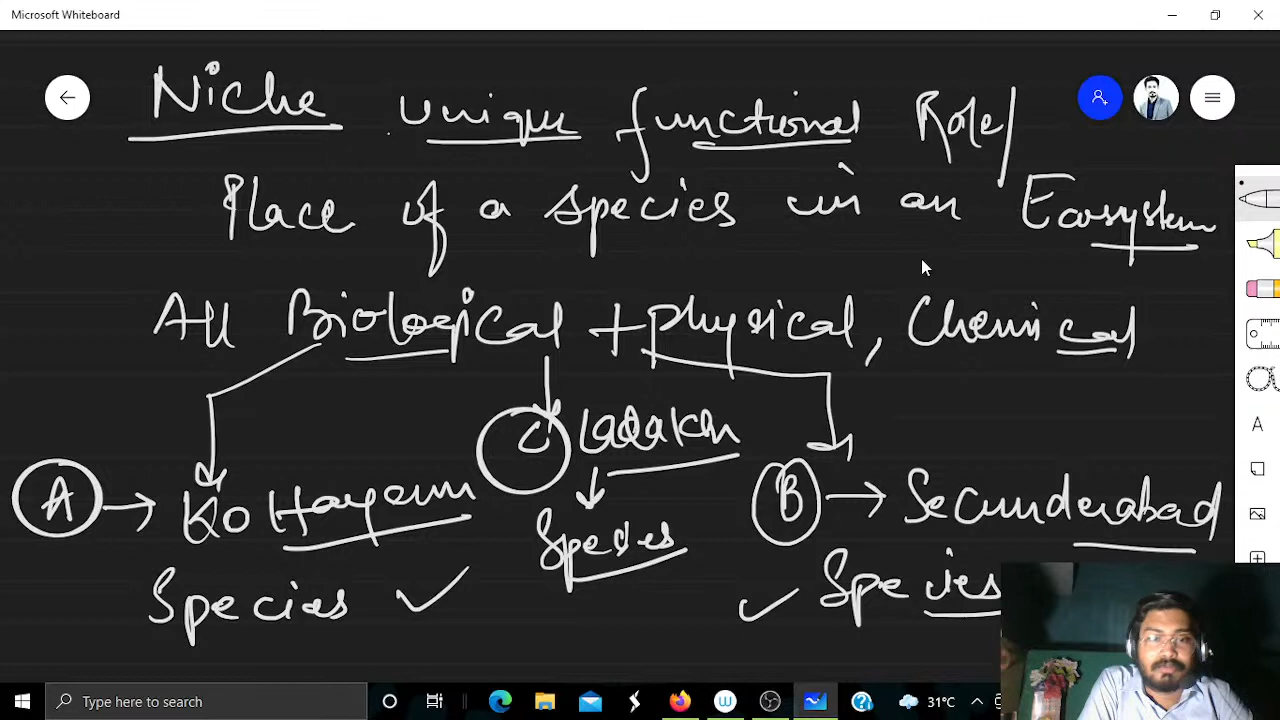 Microsoft Whiteboard
Niche unique functional Role/
Place of a species in an Ecosystem
All Biological + physical, Chemical
C Ladakh
A → → Secunderabad
B
Species
Species ✓ ✓ Species
A
Type here to search
31°C